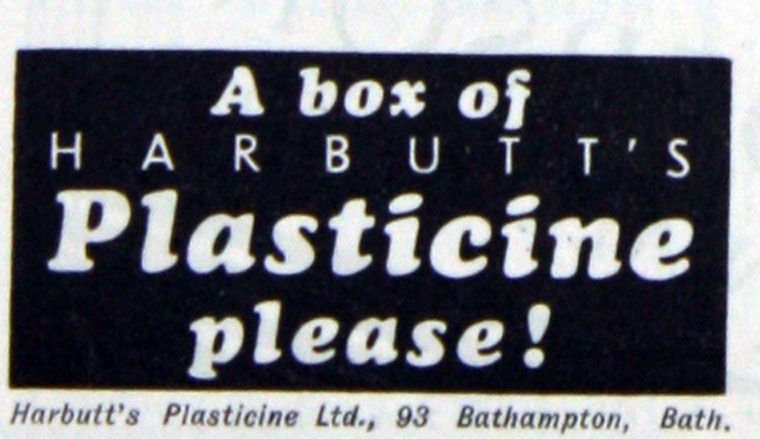 A box of
HARBUTT'S
Plasticine
please!
Harbutt's Plasticine Ltd., 93 Bathampton, Bath.